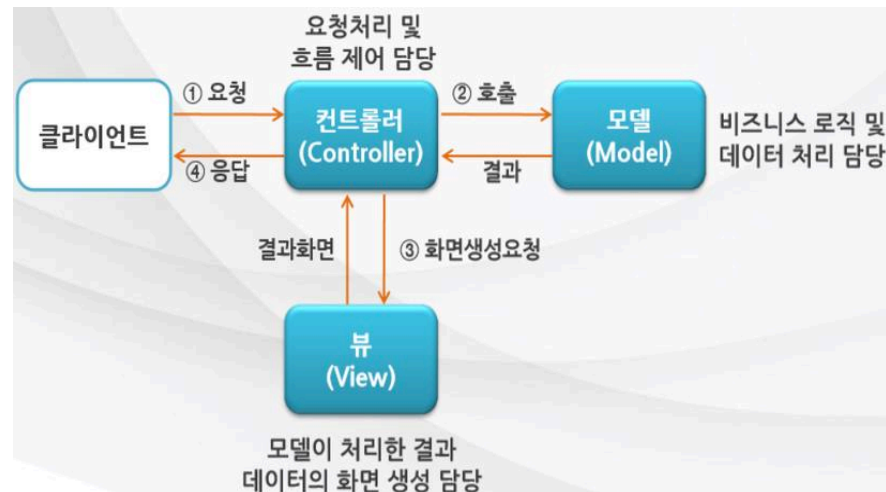 요청처리 및
흐름 제어 담당
① 요청
② 호출
클라이언트
컨트롤러
(Controller)
모델
(Model)
비즈니스 로직 및
데이터 처리 담당
④ 응답
결과
결과화면
③ 화면생성요청
뷰
(View)
모델이 처리한 결과
데이터의 화면 생성 담당